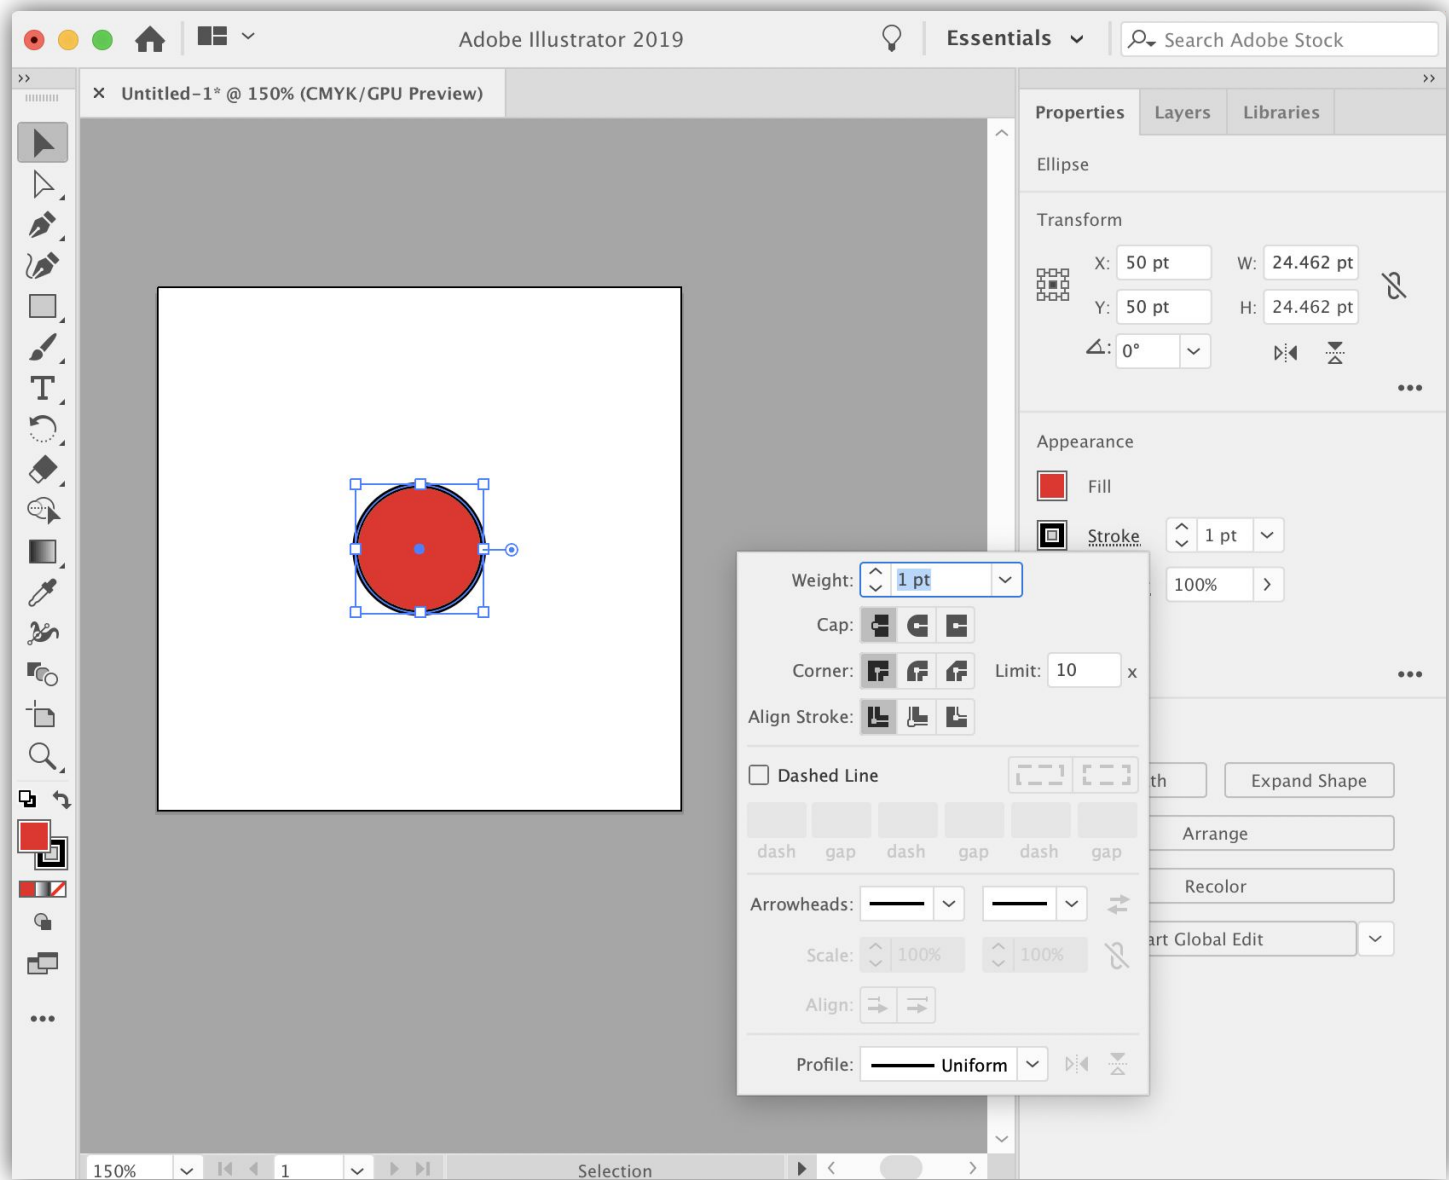 Adobe Illustrator 2019
Essentials
Search Adobe Stock
× Untitled-1* @ 150% (CMYK/GPU Preview)
Properties Layers Libraries
Ellipse
Transform
X: 50 pt W: 24.462 pt
Y: 50 pt H: 24.462 pt
0°
Appearance
Fill
Stroke 1 pt
100%
Weight: 1 pt
Cap:
Corner: Limit: 10 x
Align Stroke:
Dashed Line
dash gap dash gap dash gap
Arrowheads:
Scale: 100% 100%
Align:
Profile: Uniform
th Expand Shape
Arrange
Recolor
art Global Edit
150% 1 Selection